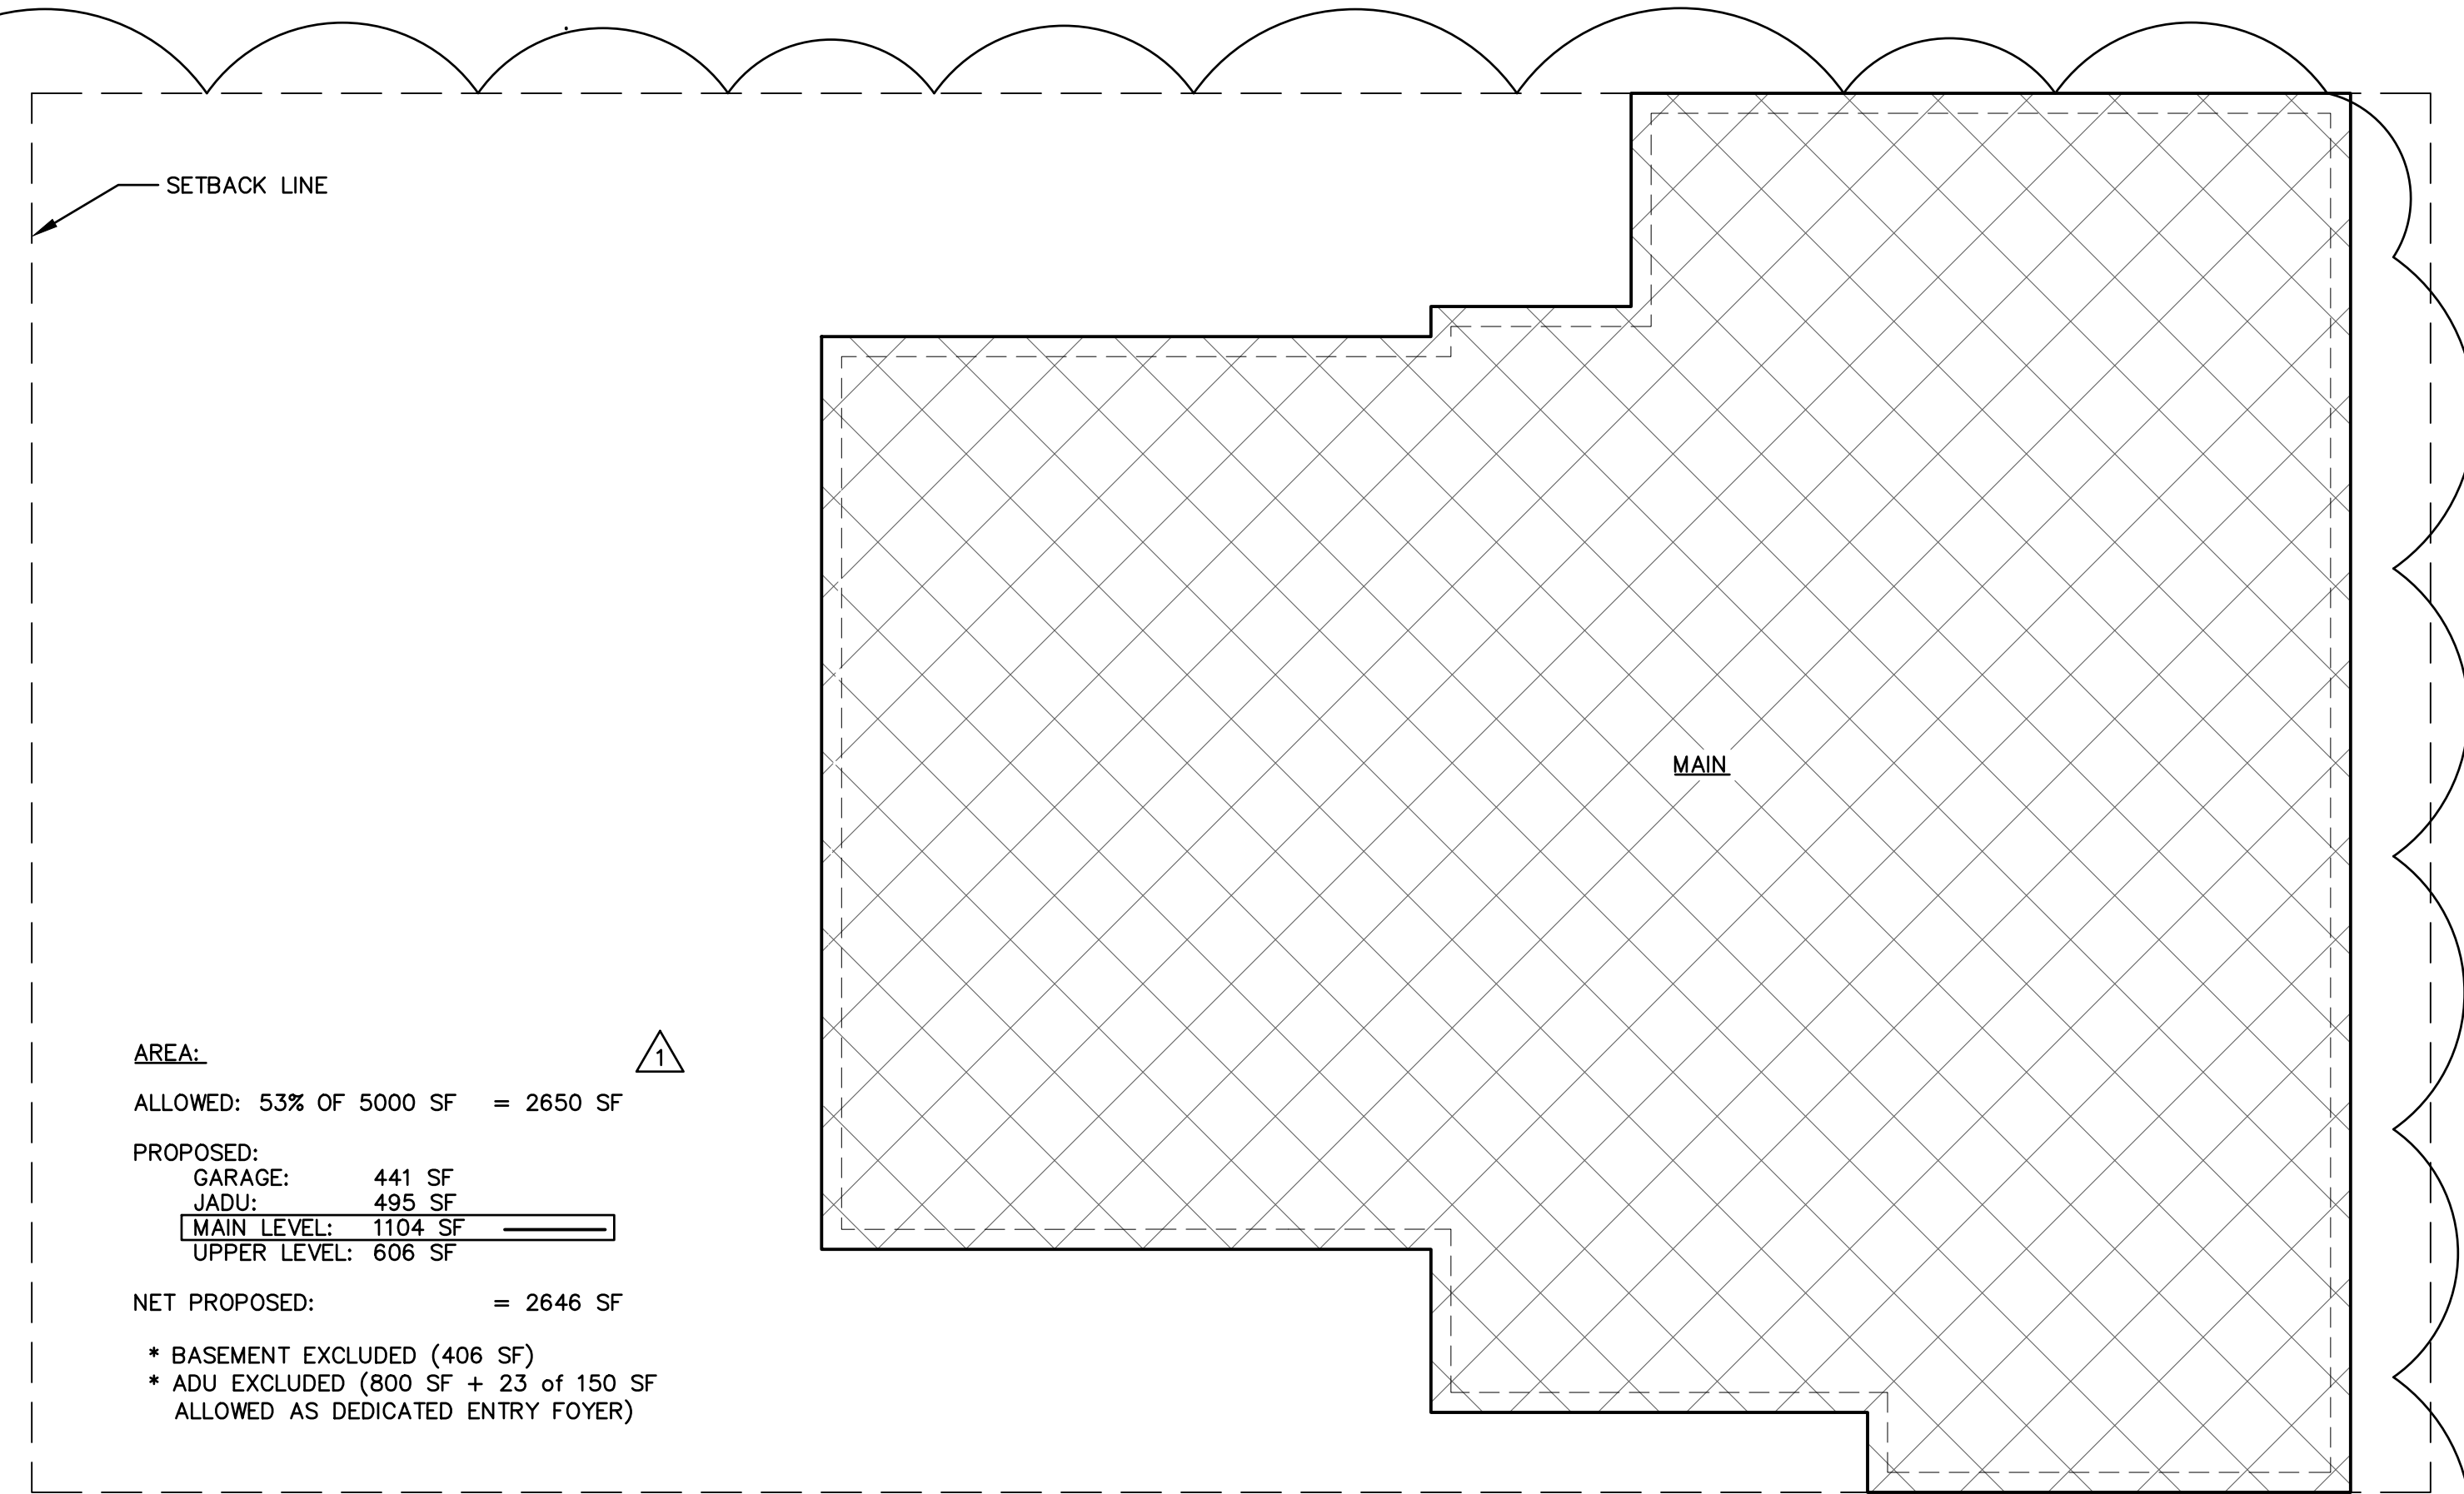 SETBACK LINE
MAIN
AREA:
1
ALLOWED: 53% OF 5000 SF = 2650 SF
PROPOSED:
GARAGE: 441 SF
JADU: 495 SF
MAIN LEVEL: 1104 SF
UPPER LEVEL: 606 SF
NET PROPOSED: = 2646 SF
* BASEMENT EXCLUDED (406 SF)
* ADU EXCLUDED (800 SF + 23 of 150 SF
ALLOWED AS DEDICATED ENTRY FOYER)